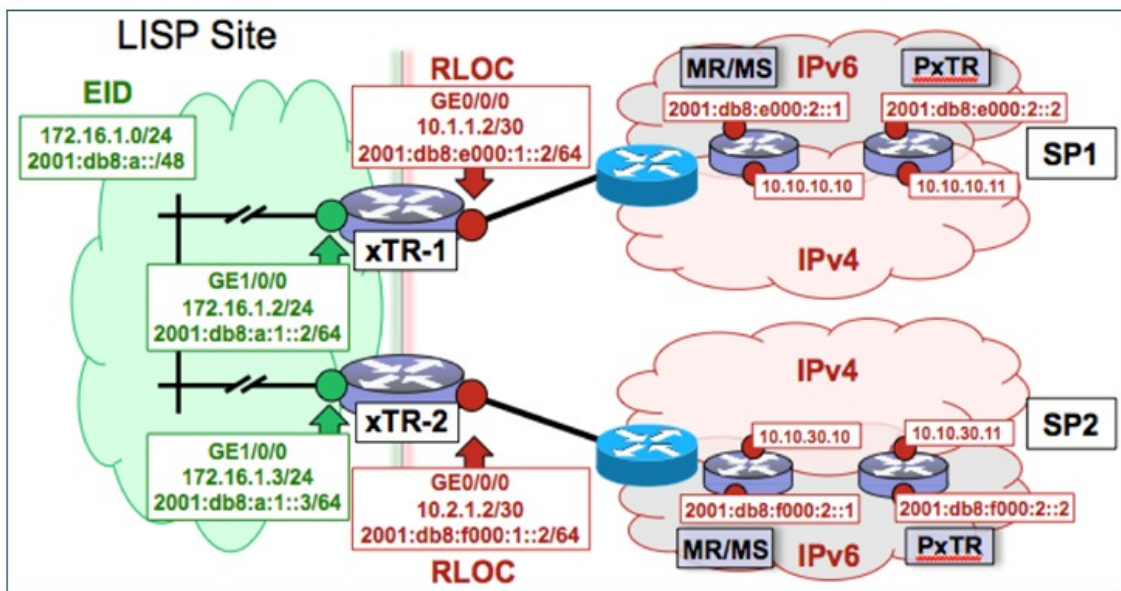 LISP Site
EID
172.16.1.0/24
2001:db8:a::/48
RLOC
GE0/0/0
10.1.1.2/30
2001:db8:e000:1::2/64
xTR-1
GE1/0/0
172.16.1.2/24
2001:db8:a:1::2/64
MR/MS
IPv6
PxTR
2001:db8:e000:2::1
2001:db8:e000:2::2
SP1
10.10.10.10
10.10.10.11
IPv4
xTR-2
GE1/0/0
172.16.1.3/24
2001:db8:a:1::3/64
GE0/0/0
10.2.1.2/30
2001:db8:f000:1::2/64
RLOC
IPv4
10.10.30.10
10.10.30.11
SP2
2001:db8:f000:2::1
2001:db8:f000:2::2
MR/MS
IPv6
PxTR